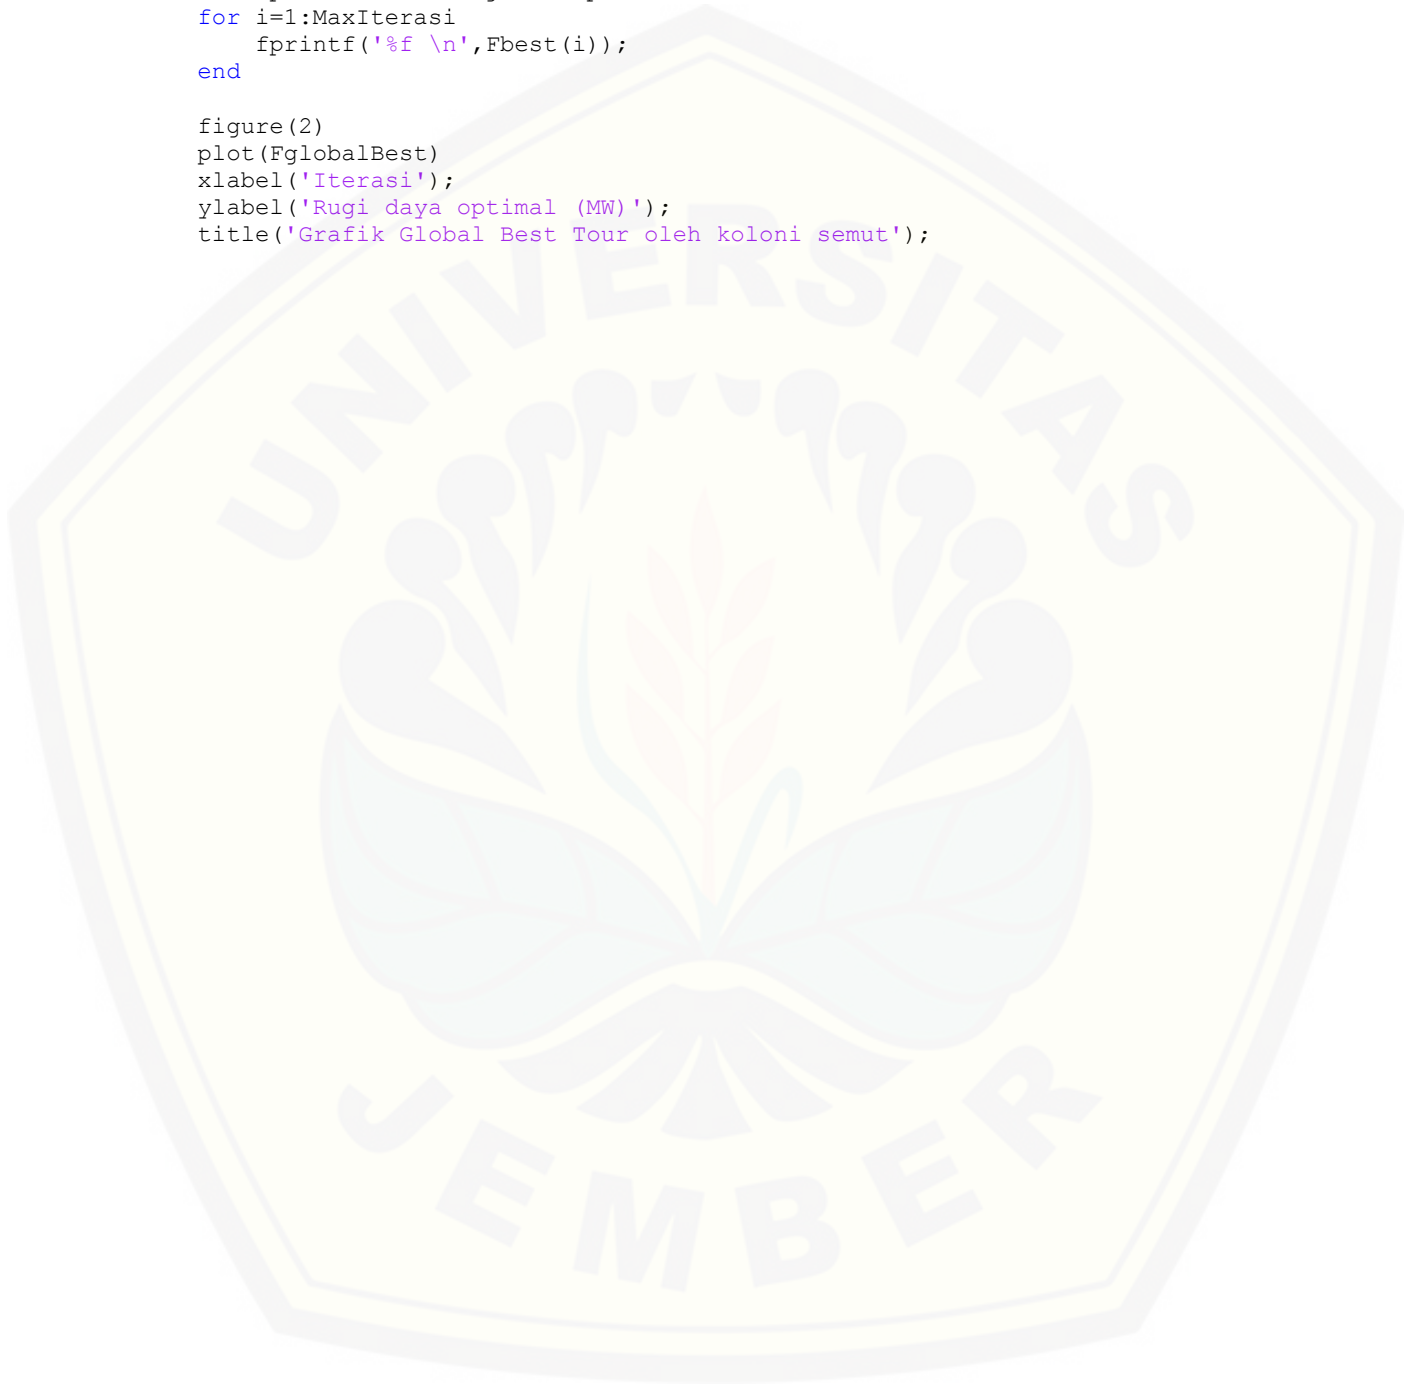 for i=1:MaxIterasi
    fprintf('%f \n',Fbest(i));
end

figure(2)
plot(FglobalBest)
xlabel('Iterasi');
ylabel('Rugi daya optimal (MW)');
title('Grafik Global Best Tour oleh koloni semut');
UNIVERSITAS
JEMBER